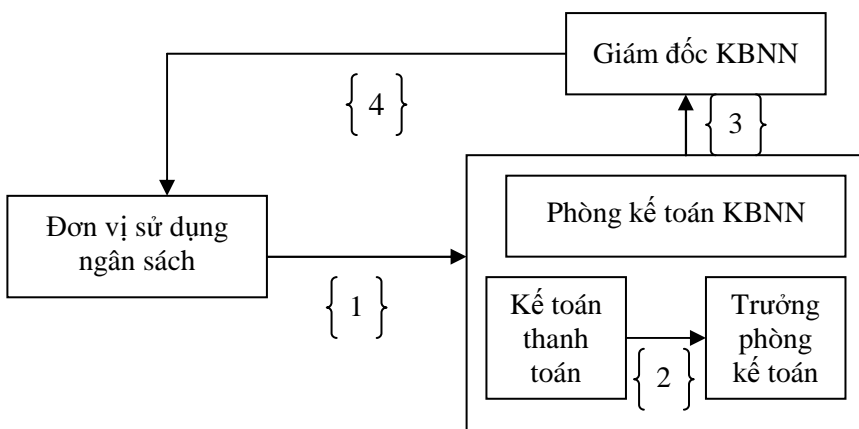 Giám đốc KBNN
{ 4 }
{ 3 }
Phòng kế toán KBNN
Đơn vị sử dụng
ngân sách
{ 1 }
Kế toán
thanh
toán
{ 2 }
Trưởng
phòng
kế toán